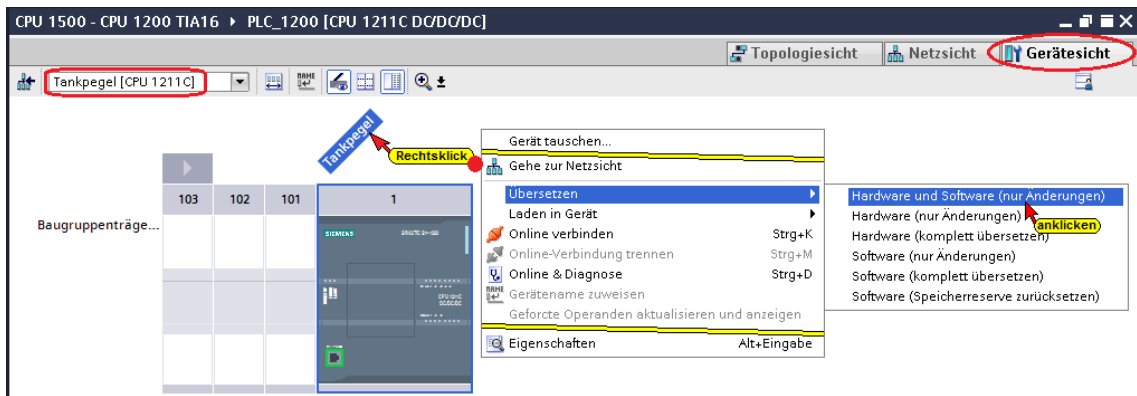 CPU 1500 - CPU 1200 TIA16 ▸ PLC_1200 [CPU 1211C DC/DC/DC]
Topologiesicht Netzsicht Gerätesicht
Tankpegel [CPU 1211C]
Tankpegel
Rechtsklick
Gerät tauschen...
Gehe zur Netzsicht
103 102 101 1
Übersetzen
Hardware und Software (nur Änderungen)
Laden in Gerät
Hardware (nur Änderungen)
anklicken
Baugruppenträge...
SIEMENS
Online verbinden Strg+K
Hardware (komplett übersetzen)
Online-Verbindung trennen Strg+M
Software (nur Änderungen)
Online & Diagnose Strg+D
Software (komplett übersetzen)
NAME
Gerätename zuweisen
Software (Speicherreserve zurücksetzen)
Geforcte Operanden aktualisieren und anzeigen
Eigenschaften Alt+Eingabe